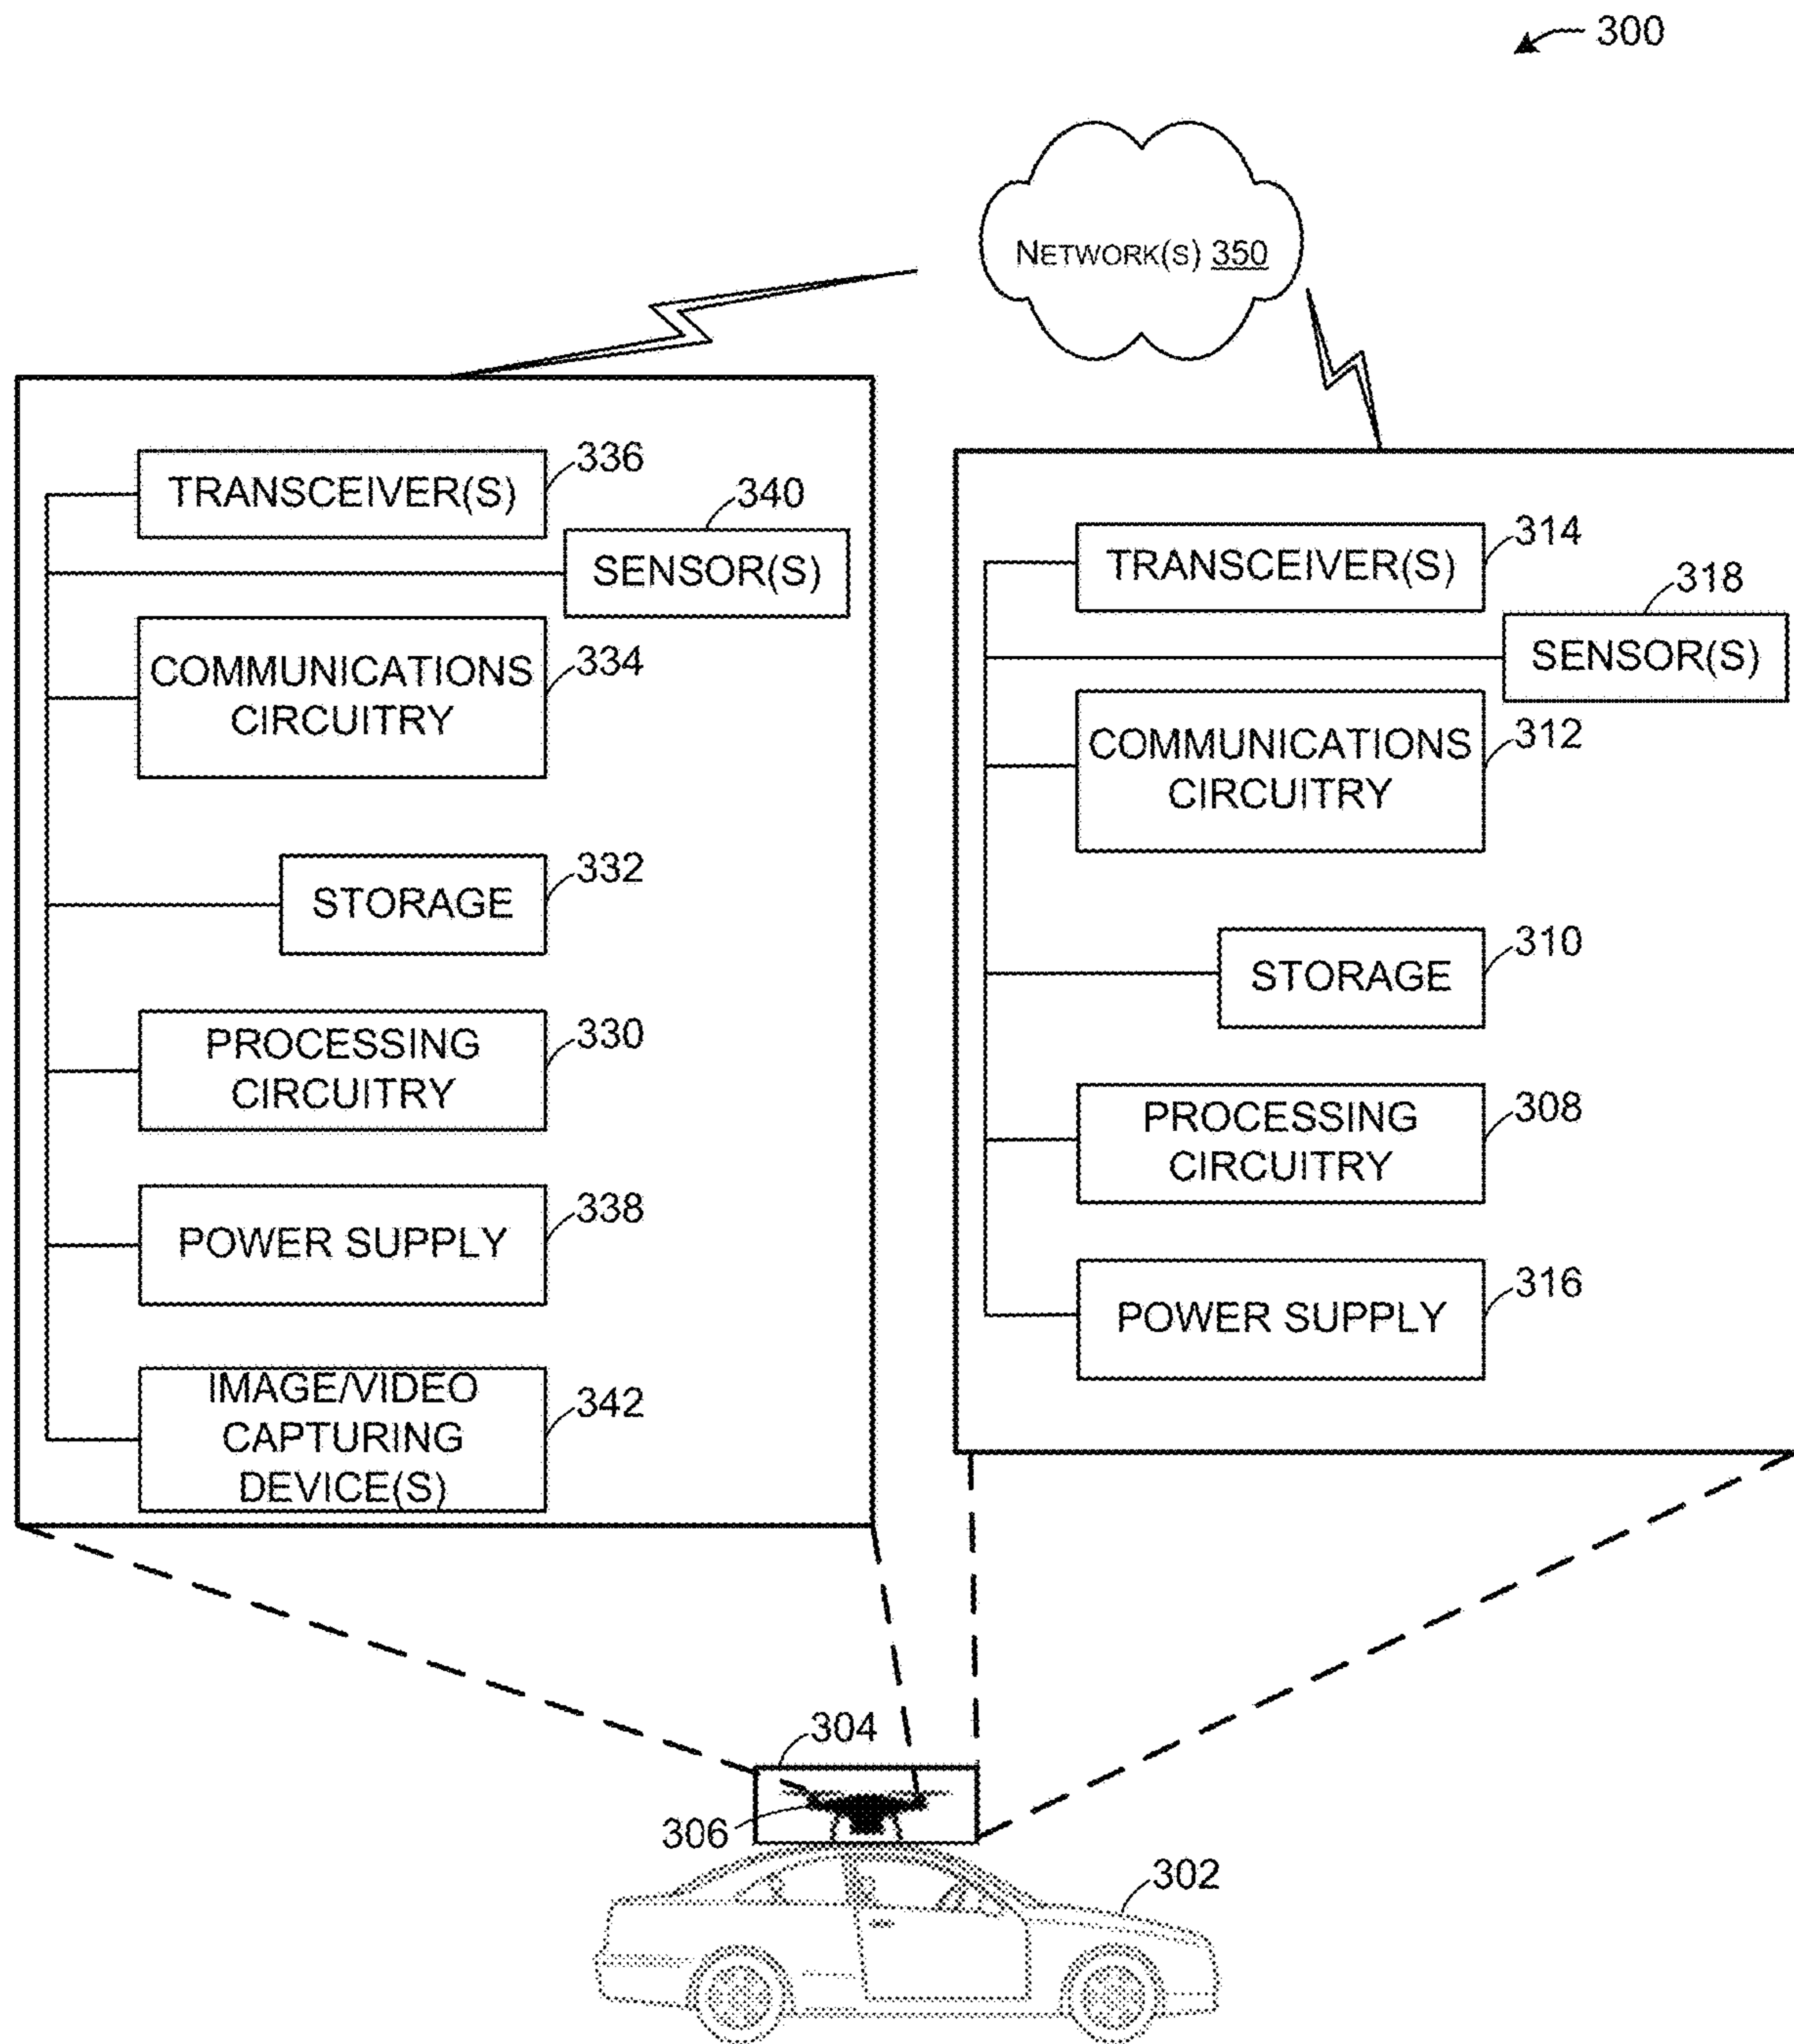 300
NETWORK(S) 350
TRANSCEIVER(S)
336
340
SENSOR(S)
COMMUNICATIONS
CIRCUITRY
334
STORAGE
332
PROCESSING
CIRCUITRY
330
POWER SUPPLY
338
IMAGE/VIDEO
CAPTURING
DEVICE(S)
342
TRANSCEIVER(S)
314
318
SENSOR(S)
COMMUNICATIONS
CIRCUITRY
312
STORAGE
310
PROCESSING
CIRCUITRY
308
POWER SUPPLY
316
304
306
302